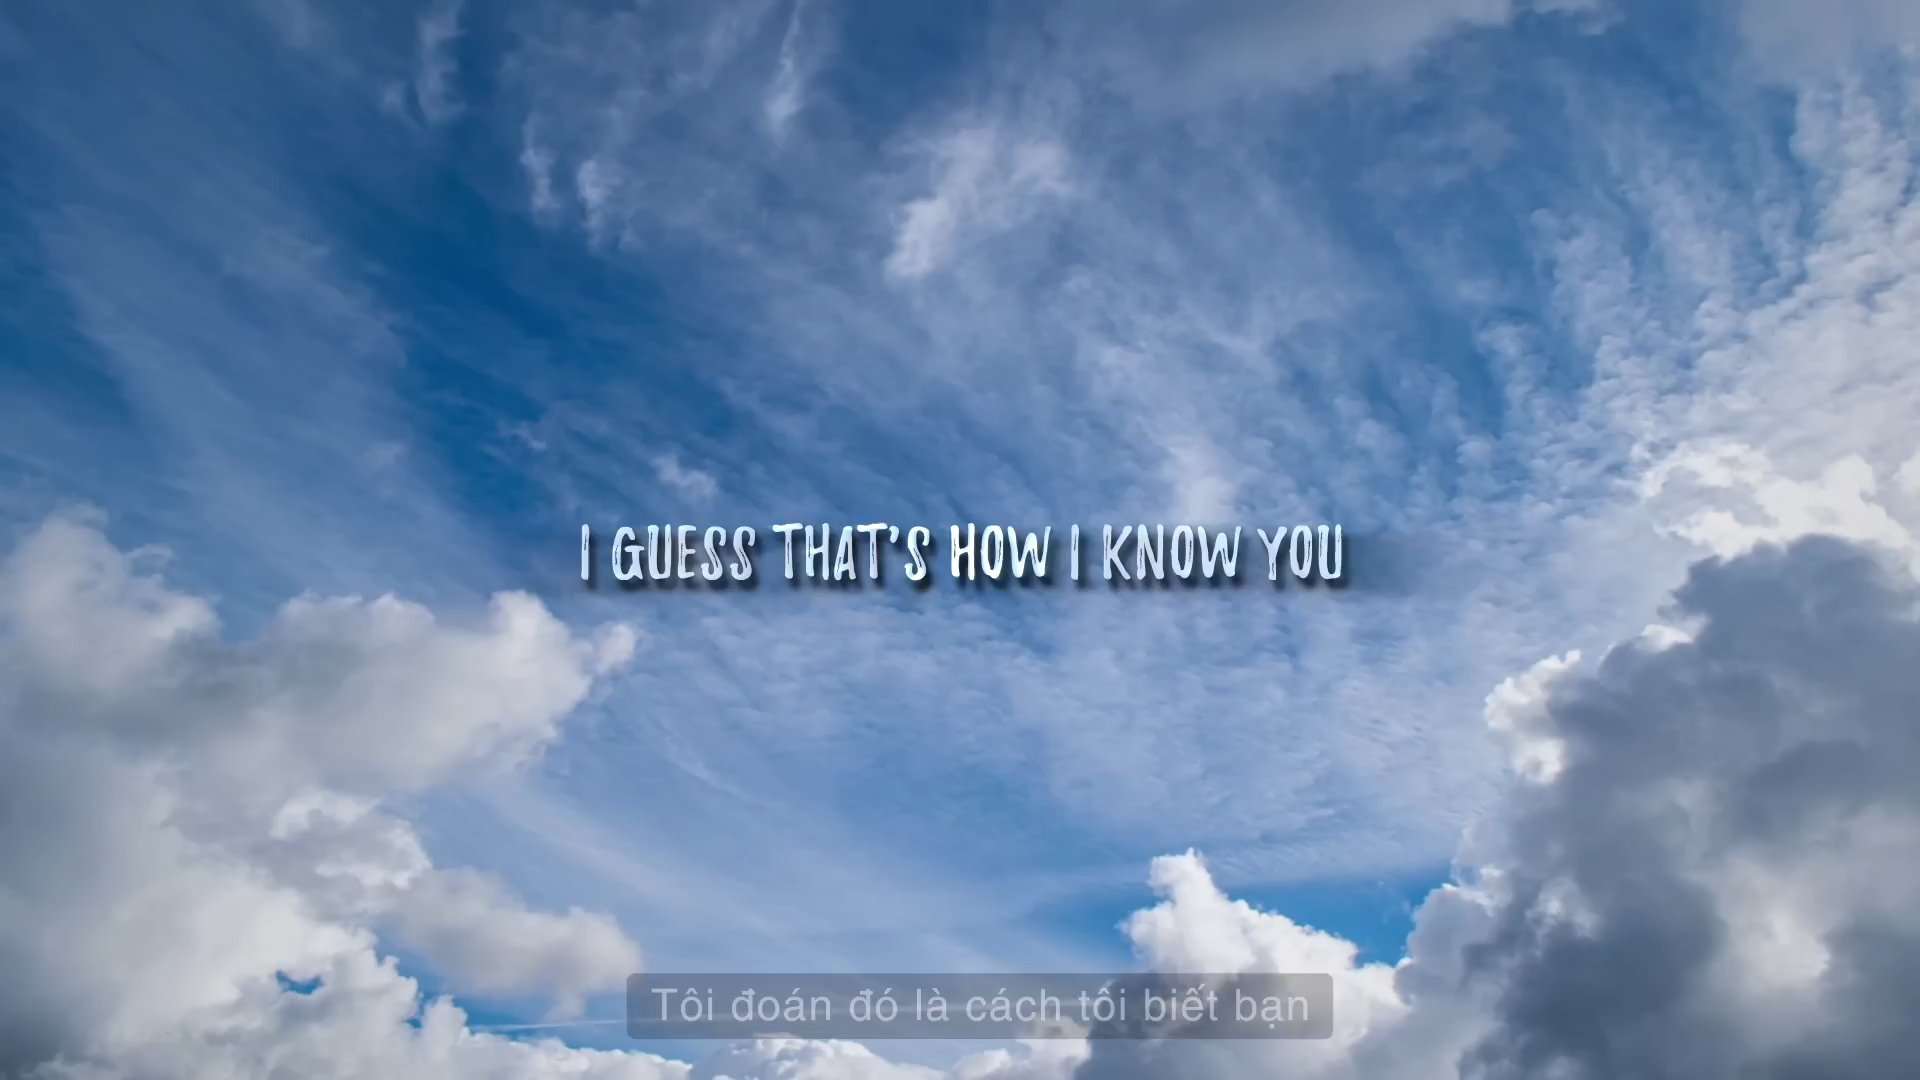 I GUESS THAT'S HOW I KNOW YOU
Tôi đoán đó là cách tôi biết bạn